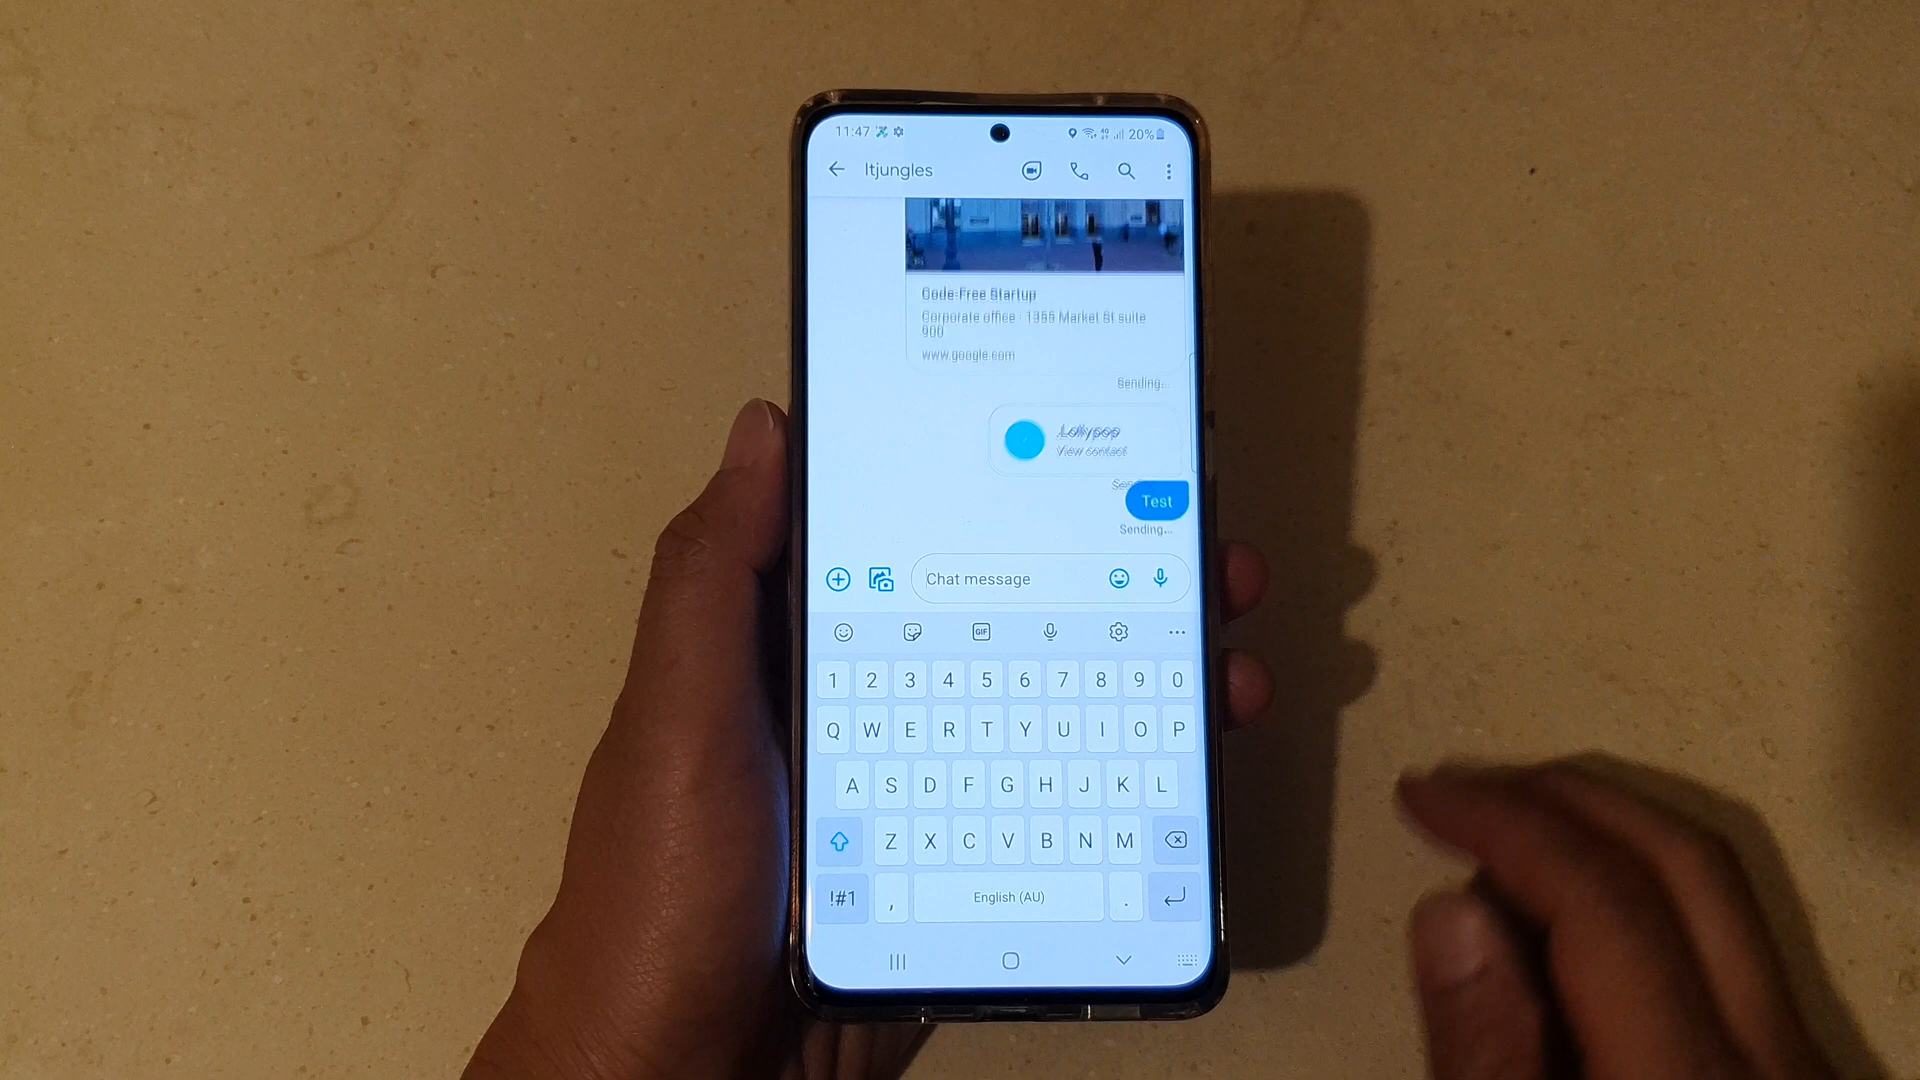 11:47
4G
20%
Itjungles
Code-Free Startup
Corporate office · 1355 Market St suite
900
www.google.com
Sending...
.Lollypop
View contact
Test
Sending...
Chat message
GIF
1 2 3 4 5 6 7 8 9 0
Q W E R T Y U I O P
A S D F G H J K L
Z X C V B N M
!#1 , English (AU) .